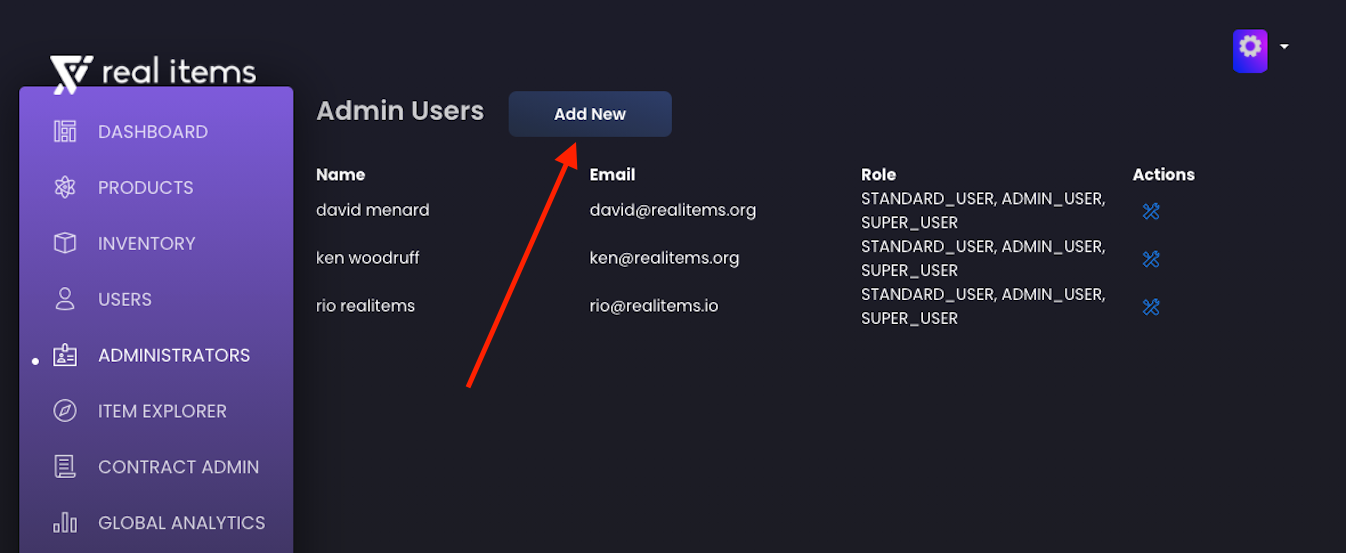 real items
DASHBOARD
PRODUCTS
INVENTORY
USERS
ADMINISTRATORS
ITEM EXPLORER
CONTRACT ADMIN
GLOBAL ANALYTICS
Admin Users
Add New
Name Email Role Actions
david menard david@realitems.org STANDARD_USER, ADMIN_USER,
SUPER_USER
ken woodruff ken@realitems.org STANDARD_USER, ADMIN_USER,
SUPER_USER
rio realitems rio@realitems.io STANDARD_USER, ADMIN_USER,
SUPER_USER